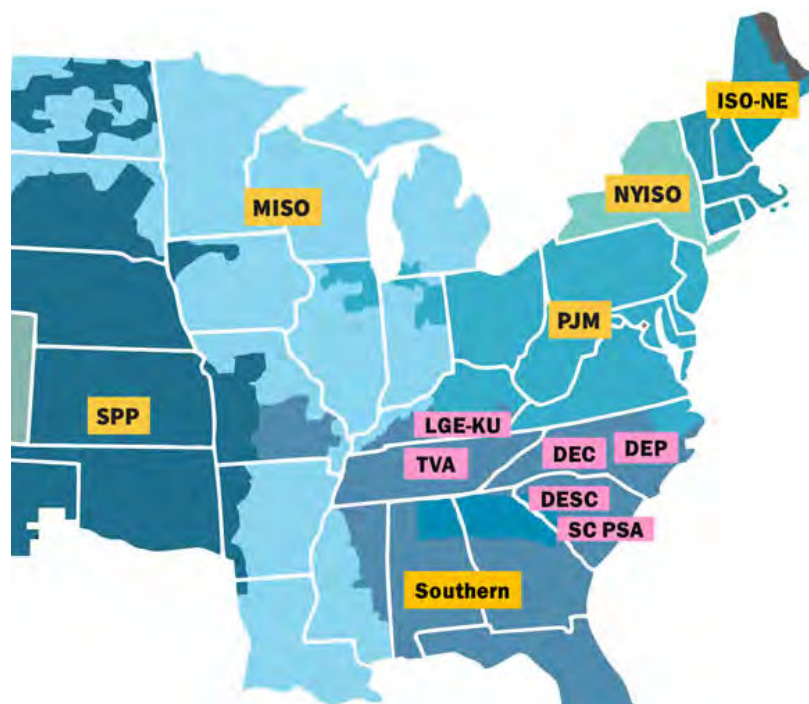 ISO-NE
MISO
NYISO
PJM
SPP
LGE-KU
TVA
DEC
DEP
DESC
SC PSA
Southern